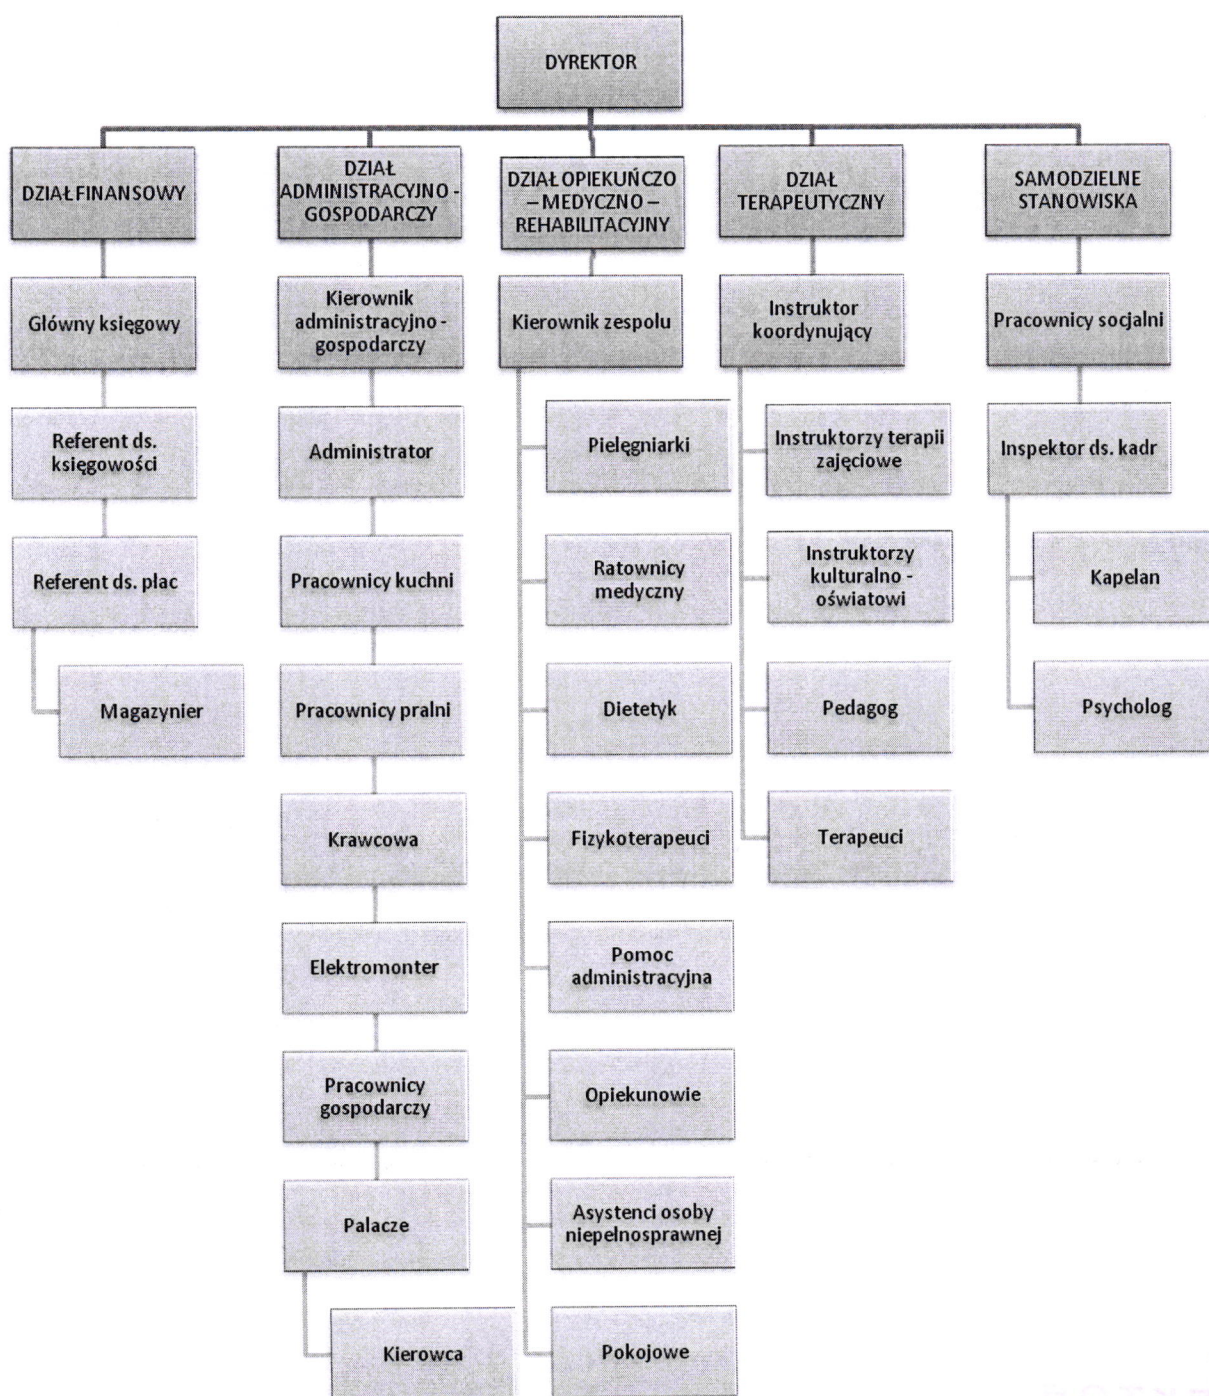 DYREKTOR
DZIAŁ FINANSOWY
Główny księgowy
Referent ds.
księgowości
Referent ds. płac
Magazynier
DZIAŁ
ADMINISTRACYJNO -
GOSPODARCZY
Kierownik
administracyjno -
gospodarczy
Administrator
Pracownicy kuchni
Pracownicy pralni
Krawcowa
Elektromonter
Pracownicy
gospodarczy
Palacze
Kierowca
DZIAŁ OPIEKUŃCZO
– MEDYCZNO –
REHABILITACYJNY
Kierownik zespołu
Pielęgniarki
Ratownicy
medyczny
Dietetyk
Fizykoterapeuci
Pomoc
administracyjna
Opiekunowie
Asystenci osoby
niepełnosprawnej
Pokojowe
DZIAŁ
TERAPEUTYCZNY
Instruktor
koordynujący
Instruktorzy terapii
zajęciowe
Instruktorzy
kulturalno -
oświatowi
Pedagog
Terapeuci
SAMODZIELNE
STANOWISKA
Pracownicy socjalni
Inspektor ds. kadr
Kapelan
Psycholog